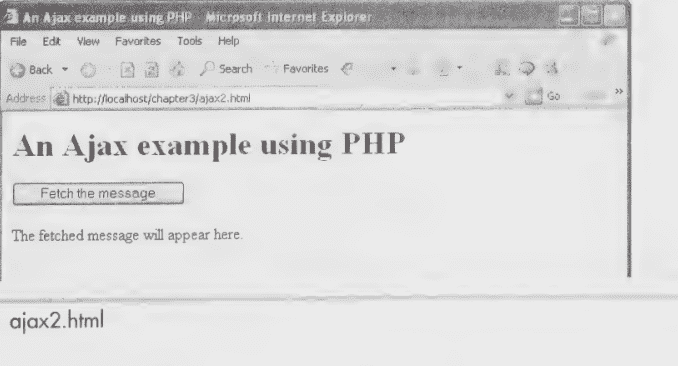 An Ajax example using PHP - Microsoft Internet Explorer
File Edit View Favorites Tools Help
Back Search Favorites
Address http://localhost/chapter3/ajax2.html Go »
An Ajax example using PHP
Fetch the message
The fetched message will appear here.
ajax2.html